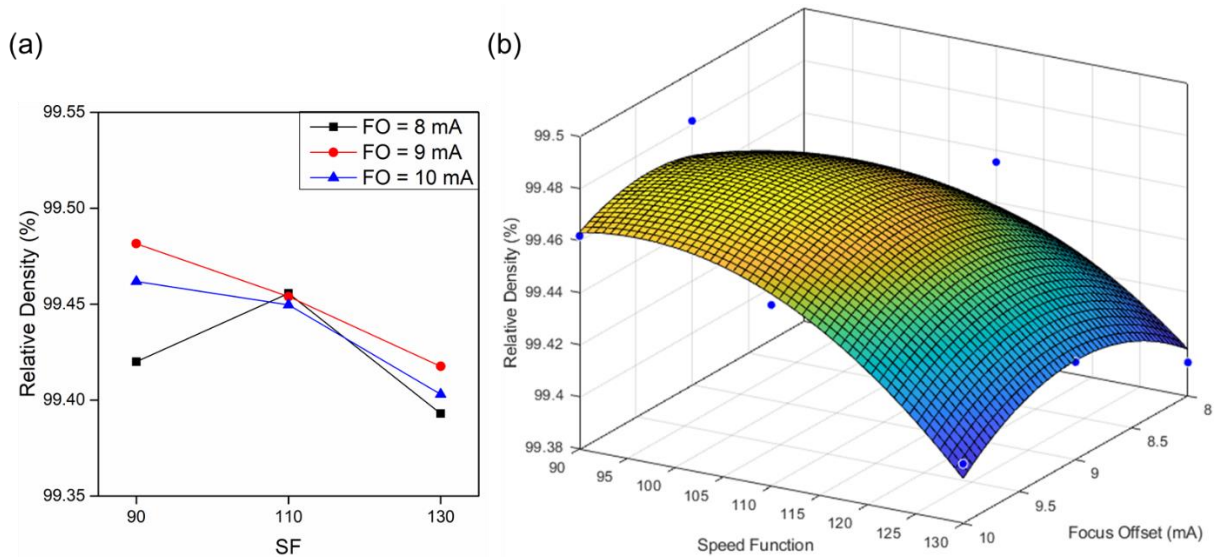 (a)
99.55
99.50
99.45
99.40
99.35
Relative Density (%)
FO = 8 mA
FO = 9 mA
FO = 10 mA
90 110 130
SF
(b)
99.5
99.48
99.46
99.44
99.42
99.4
99.38
Relative Density (%)
90
95
100
105
110
115
120
125
130
Speed Function
8
8.5
9
9.5
10
Focus Offset (mA)